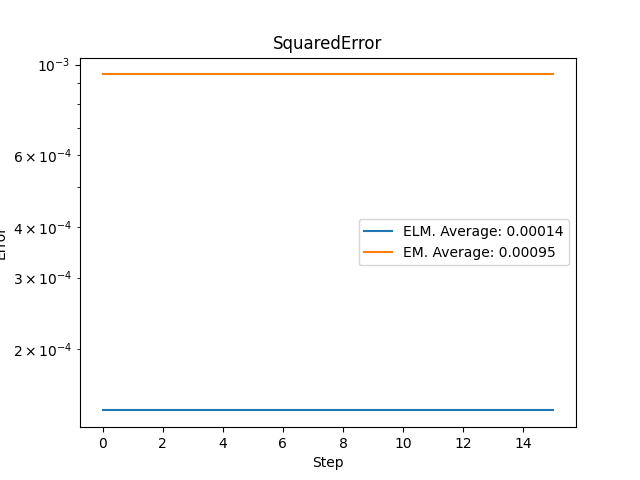 SquaredError
10⁻³
6 × 10⁻⁴
4 × 10⁻⁴
3 × 10⁻⁴
2 × 10⁻⁴
Error
ELM. Average: 0.00014
EM. Average: 0.00095
0 2 4 6 8 10 12 14
Step